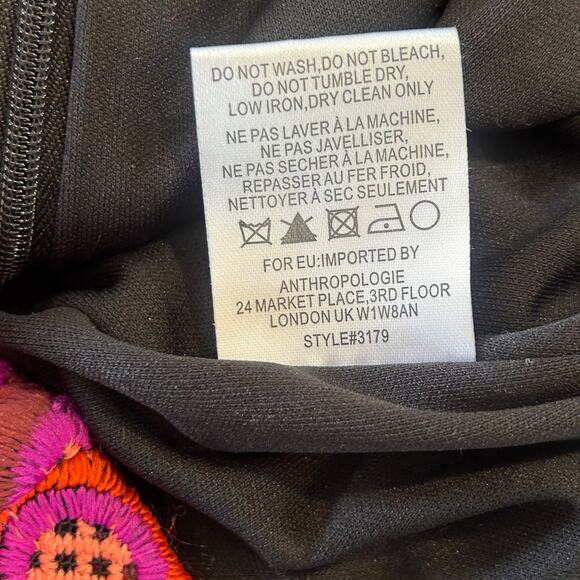 DO NOT WASH,DO NOT BLEACH,
DO NOT TUMBLE DRY,
LOW IRON,DRY CLEAN ONLY
NE PAS LAVER À LA MACHINE,
NE PAS JAVELLISER,
NE PAS SECHER À LA MACHINE,
REPASSER AU FER FROID,
NETTOYER À SEC SEULEMENT
FOR EU:IMPORTED BY
ANTHROPOLOGIE
24 MARKET PLACE,3RD FLOOR
LONDON UK W1W8AN
STYLE#3179